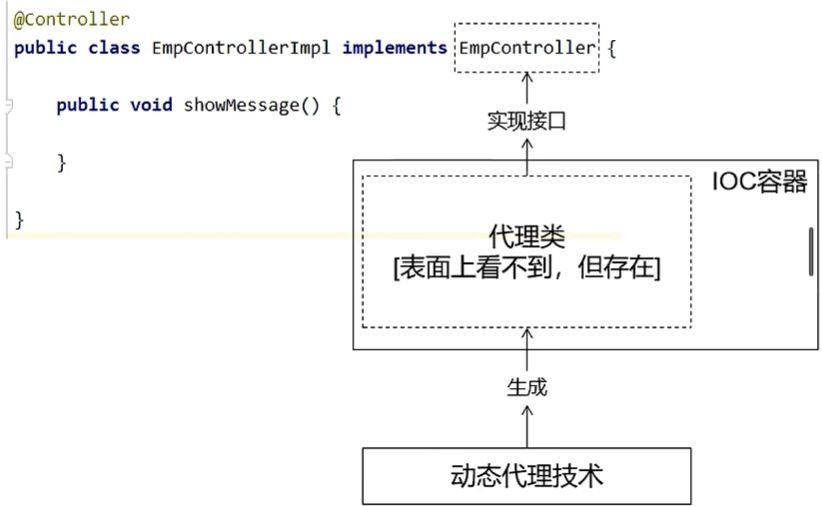 @Controller
public class EmpControllerImpl implements EmpController {
public void showMessage() {
实现接口
}
IOC容器
}
代理类
[表面上看不到，但存在]
生成
动态代理技术